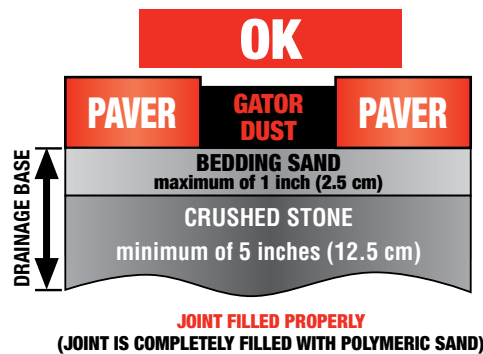 OK
PAVER
GATOR
DUST
PAVER
DRAINAGE BASE
BEDDING SAND
maximum of 1 inch (2.5 cm)
CRUSHED STONE
minimum of 5 inches (12.5 cm)
JOINT FILLED PROPERLY
(JOINT IS COMPLETELY FILLED WITH POLYMERIC SAND)